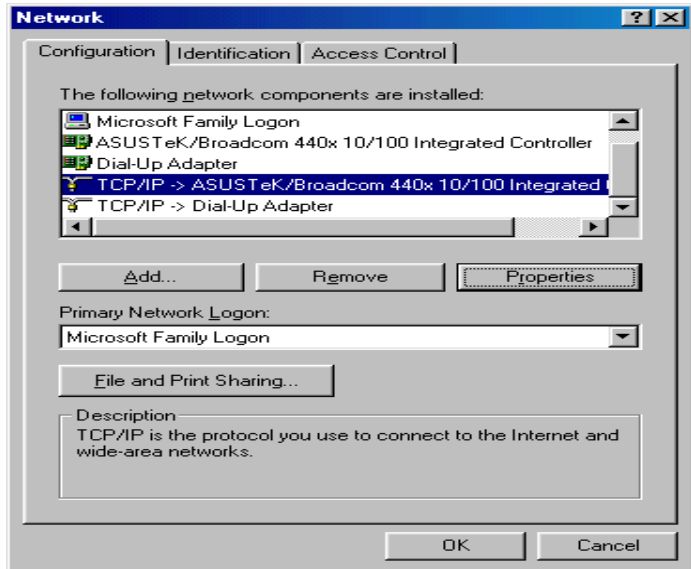 Network
Configuration Identification Access Control
The following network components are installed:
Microsoft Family Logon
ASUSTeK/Broadcom 440x 10/100 Integrated Controller
Dial-Up Adapter
TCP/IP -> ASUSTeK/Broadcom 440x 10/100 Integrated
TCP/IP -> Dial-Up Adapter
Add... Remove Properties
Primary Network Logon:
Microsoft Family Logon
File and Print Sharing...
Description
TCP/IP is the protocol you use to connect to the Internet and
wide-area networks.
OK Cancel